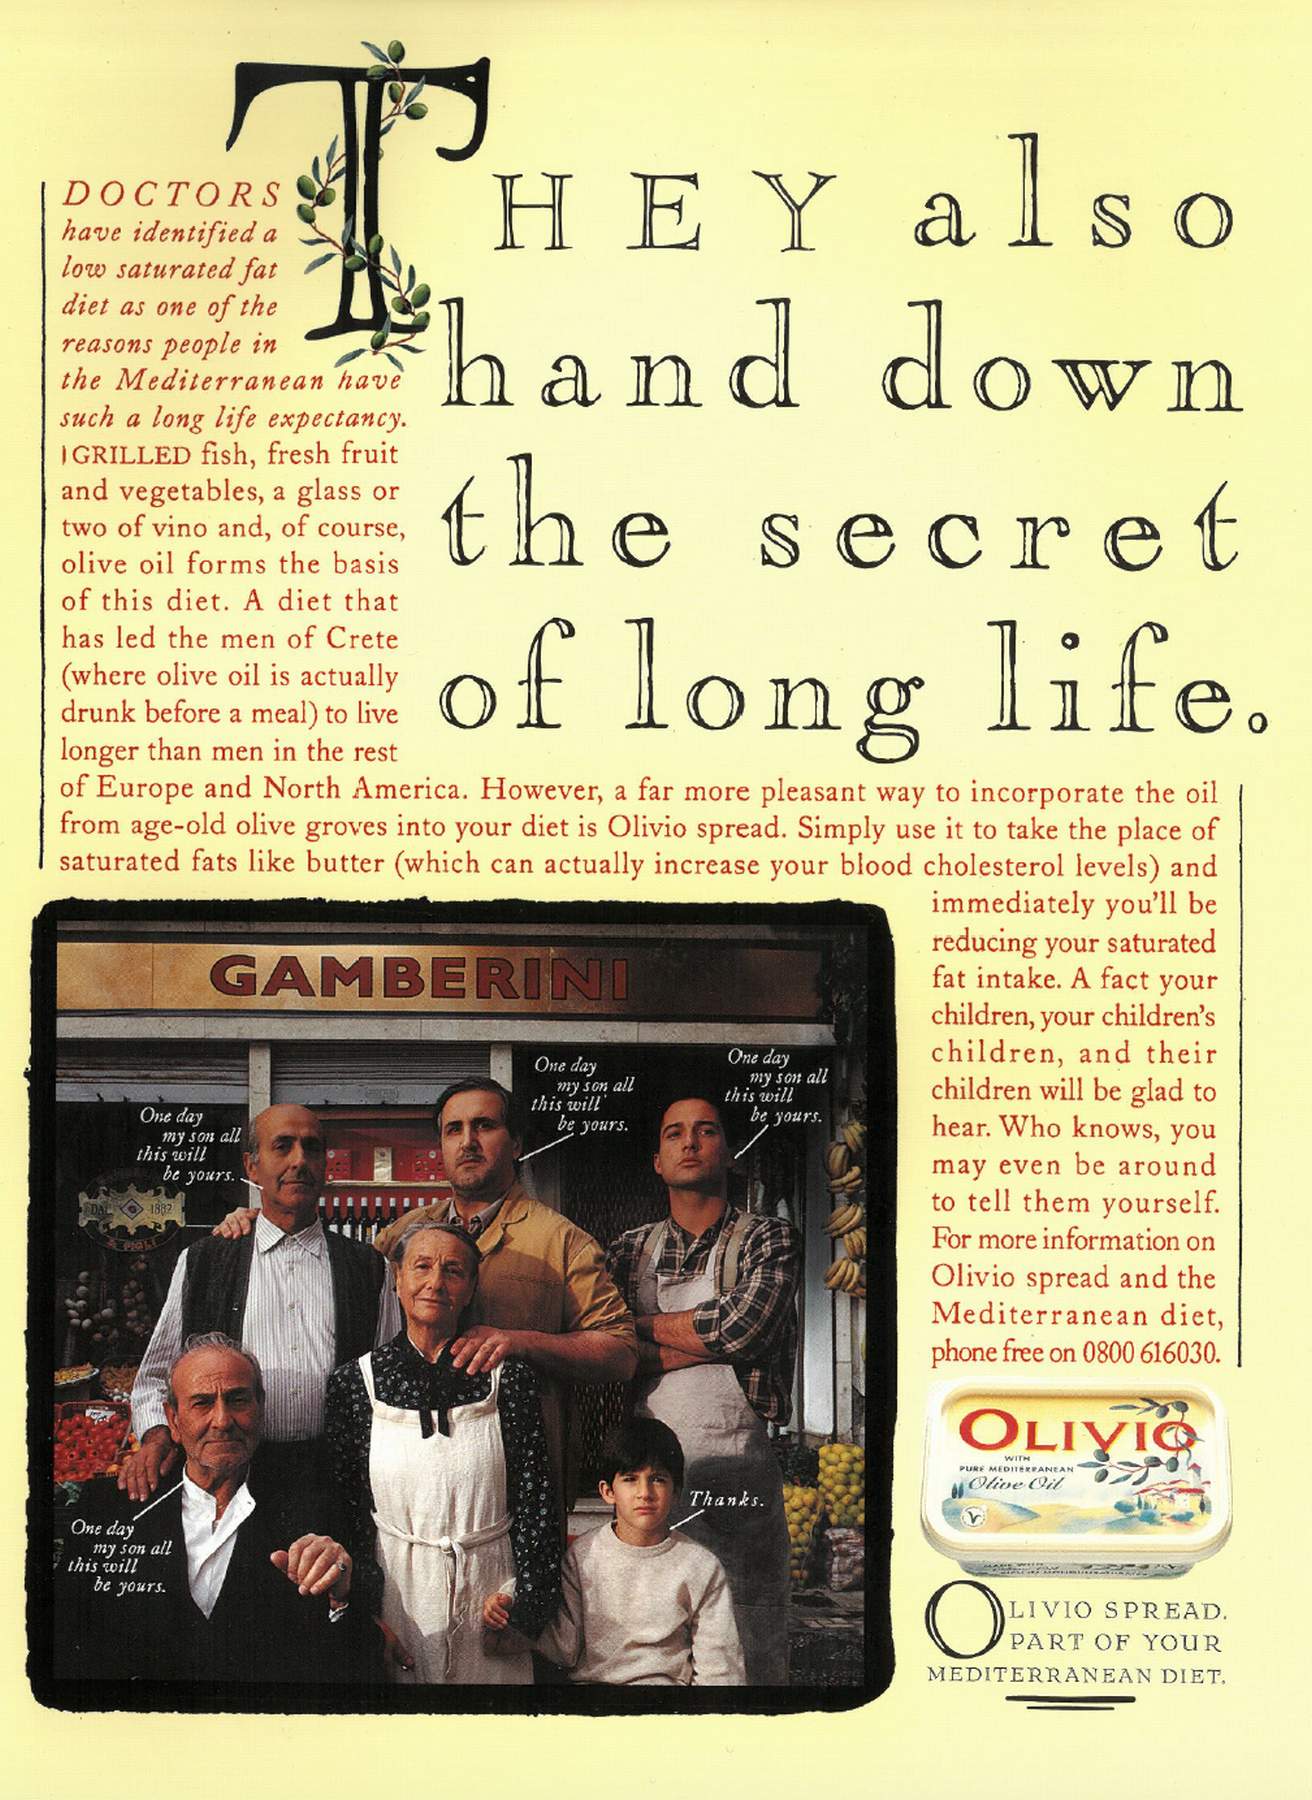 THEY also
hand down
the secret
of long life.
DOCTORS
have identified a
low saturated fat
diet as one of the
reasons people in
the Mediterranean have
such a long life expectancy.
GRILLED fish, fresh fruit
and vegetables, a glass or
two of vino and, of course,
olive oil forms the basis
of this diet. A diet that
has led the men of Crete
(where olive oil is actually
drunk before a meal) to live
longer than men in the rest
of Europe and North America. However, a far more pleasant way to incorporate the oil
from age-old olive groves into your diet is Olivio spread. Simply use it to take the place of
saturated fats like butter (which can actually increase your blood cholesterol levels) and
immediately you'll be
reducing your saturated
fat intake. A fact your
children, your children's
children, and their
children will be glad to
hear. Who knows, you
may even be around
to tell them yourself.
For more information on
Olivio spread and the
Mediterranean diet,
phone free on 0800 616030.
GAMBERINI
One day
my son all
this will
be yours.
One day
my son all
this will
be yours.
One day
my son all
this will
be yours.
DAL 1882
& FIGLI
One day
my son all
this will
be yours.
Thanks.
OLIVIO
WITH
PURE MEDITERRANEAN
Olive Oil
V
OLIVIO SPREAD.
PART OF YOUR
MEDITERRANEAN DIET.